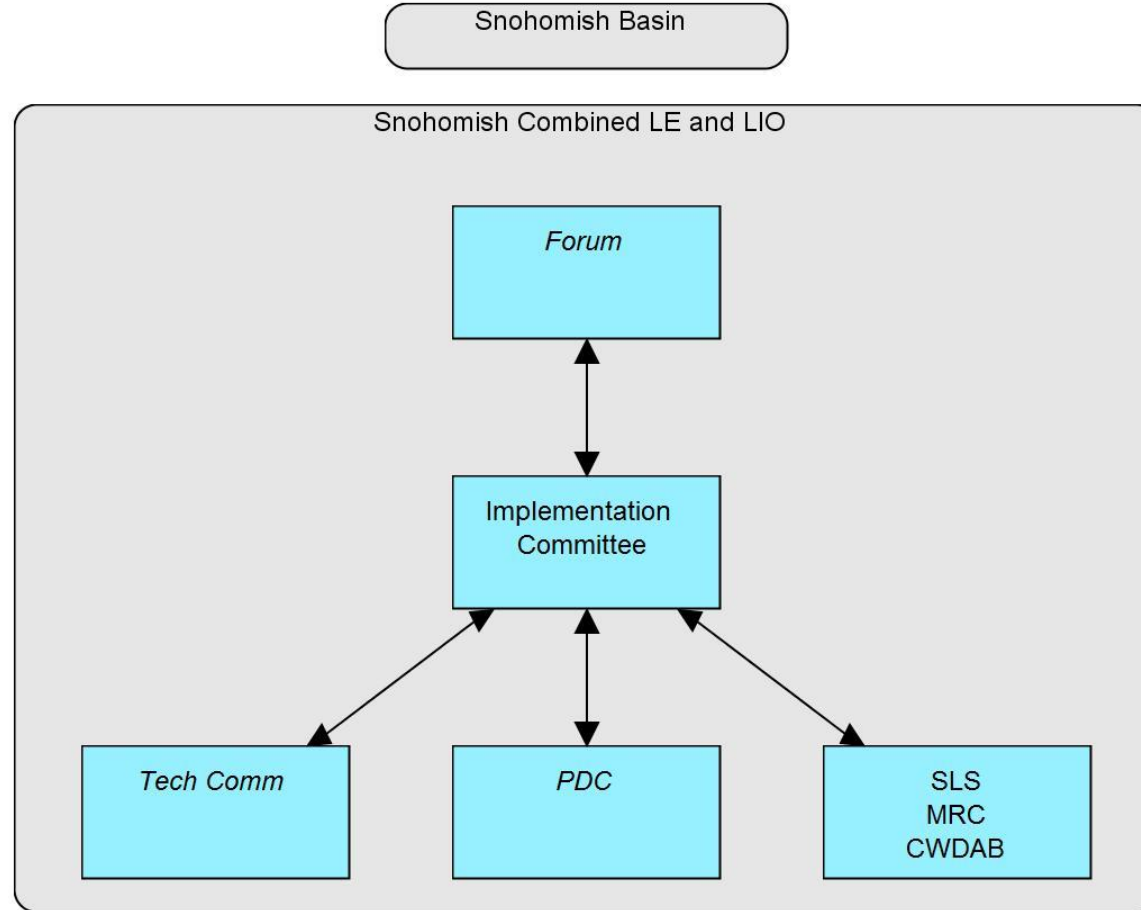 Snohomish Basin
Snohomish Combined LE and LIO
Forum
Implementation
Committee
Tech Comm
PDC
SLS
MRC
CWDAB